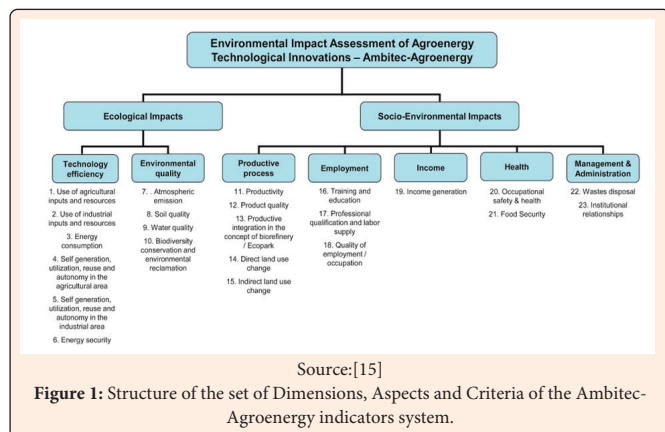 Environmental Impact Assessment of Agroenergy
Technological Innovations – Ambitec-Agroenergy
Ecological Impacts
Socio-Environmental Impacts
Technology
efficiency
1. Use of agricultural
inputs and resources
2. Use of industrial
inputs and resources
3. Energy
consumption
4. Self generation,
utilization, reuse and
autonomy in the
agricultural area
5. Self generation,
utilization, reuse and
autonomy in the
industrial area
6. Energy security
Environmental
quality
7. . Atmospheric
emission
8. Soil quality
9. Water quality
10. Biodiversity
conservation and
environmental
reclamation
Productive
process
11. Productivity
12. Product quality
13. Productive
integration in the
concept of biorefinery
/ Ecopark
14. Direct land use
change
15. Indirect land use
change
Employment
16. Training and
education
17. Professional
qualification and labor
supply
18. Quality of
employment /
occupation
Income
19. Income generation
Health
20. Occupational
safety & health
21. Food Security
Management &
Administration
22. Wastes disposal
23. Institutional
relationships
Source:[15]
Figure 1: Structure of the set of Dimensions, Aspects and Criteria of the Ambitec-
Agroenergy indicators system.